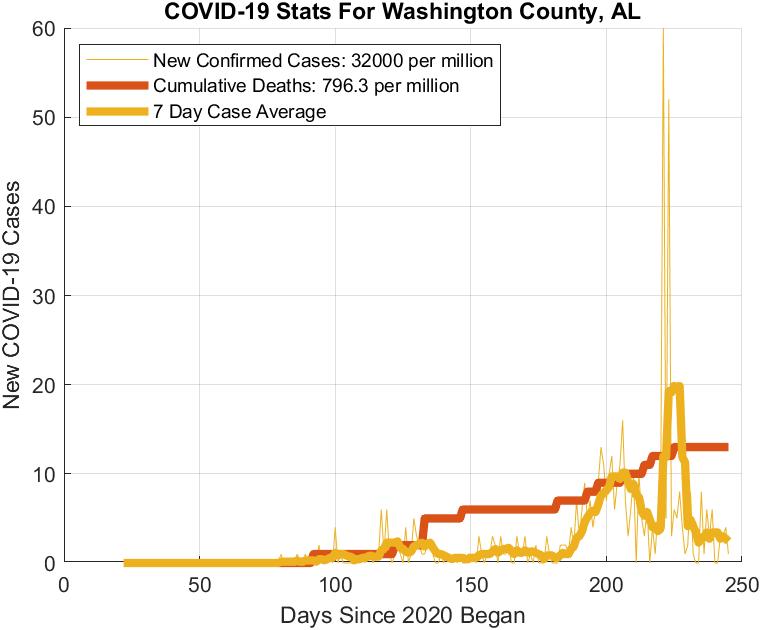 COVID-19 Stats For Washington County, AL
New Confirmed Cases: 32000 per million
Cumulative Deaths: 796.3 per million
7 Day Case Average
New COVID-19 Cases
60
50
40
30
20
10
0
0 50 100 150 200 250
Days Since 2020 Began